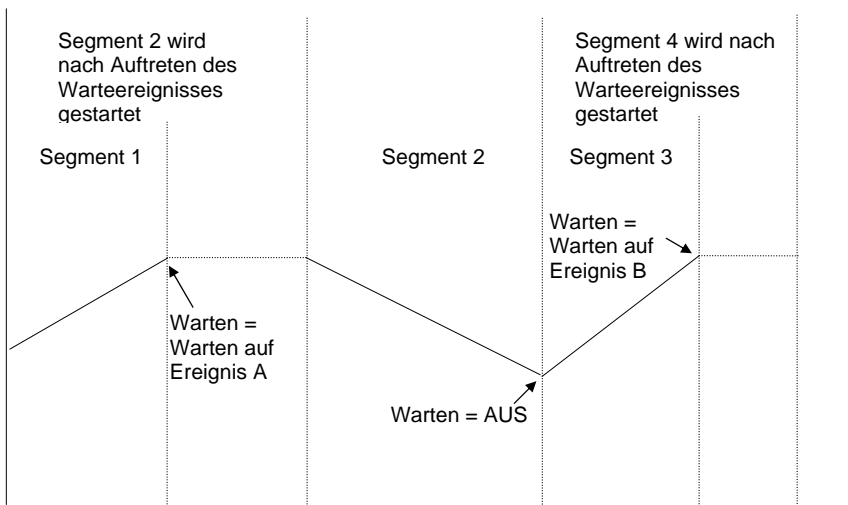 Segment 2 wird
nach Auftreten des
Warteereignisses
gestartet
Segment 4 wird nach
Auftreten des
Warteereignisses
gestartet
Segment 1
Segment 2
Segment 3
Warten =
Warten auf
Ereignis B
Warten =
Warten auf
Ereignis A
Warten = AUS